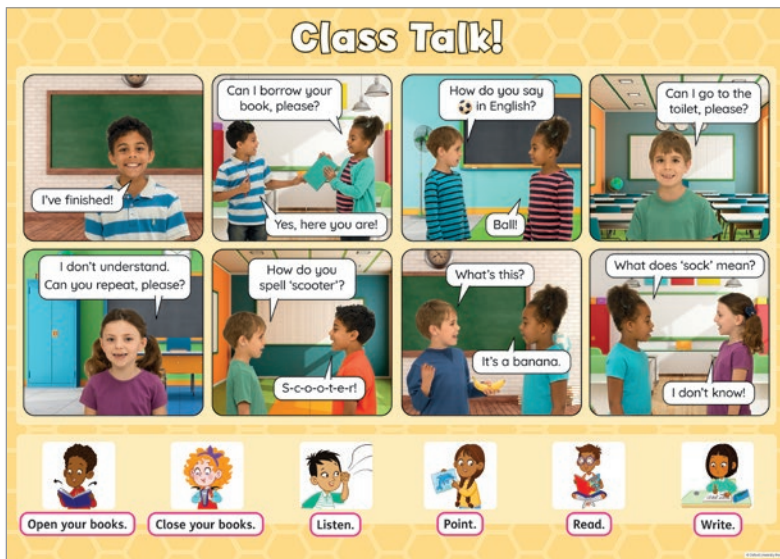 Class Talk!
I've finished!
Can I borrow your
book, please?
Yes, here you are!
How do you say
in English?
Ball!
Can I go to the
toilet, please?
I don't understand.
Can you repeat, please?
How do you
spell 'scooter'?
S-c-o-o-t-e-r!
What's this?
It's a banana.
What does 'sock' mean?
I don't know!
Open your books.
Close your books.
Listen.
Point.
Read.
Write.